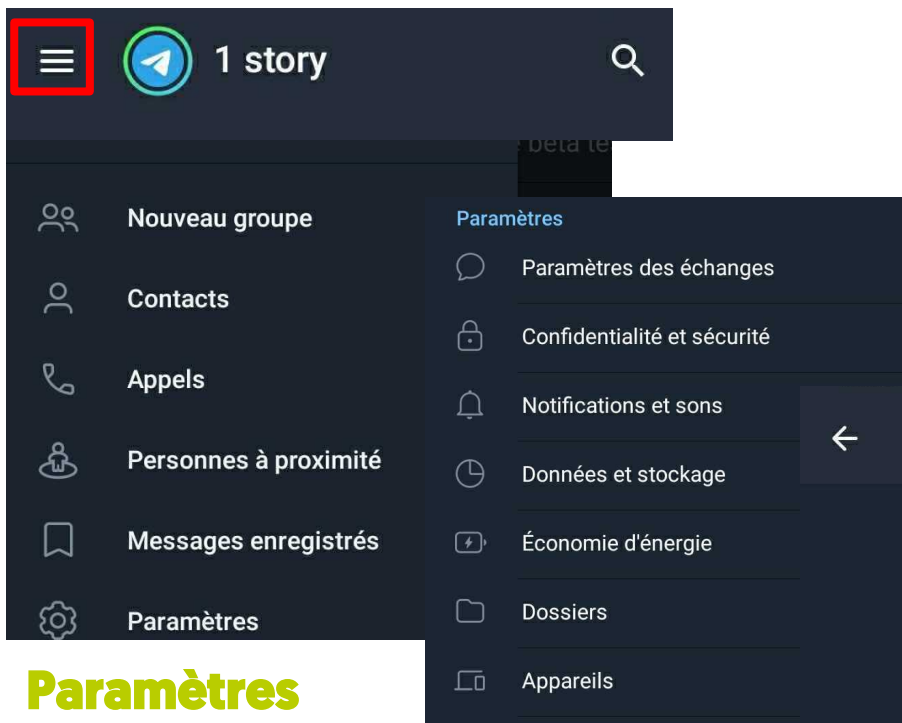 1 story
beta te
Nouveau groupe
Contacts
Appels
Personnes à proximité
Messages enregistrés
Paramètres
Paramètres
Paramètres des échanges
Confidentialité et sécurité
Notifications et sons
Données et stockage
Économie d'énergie
Dossiers
Appareils
Paramètres